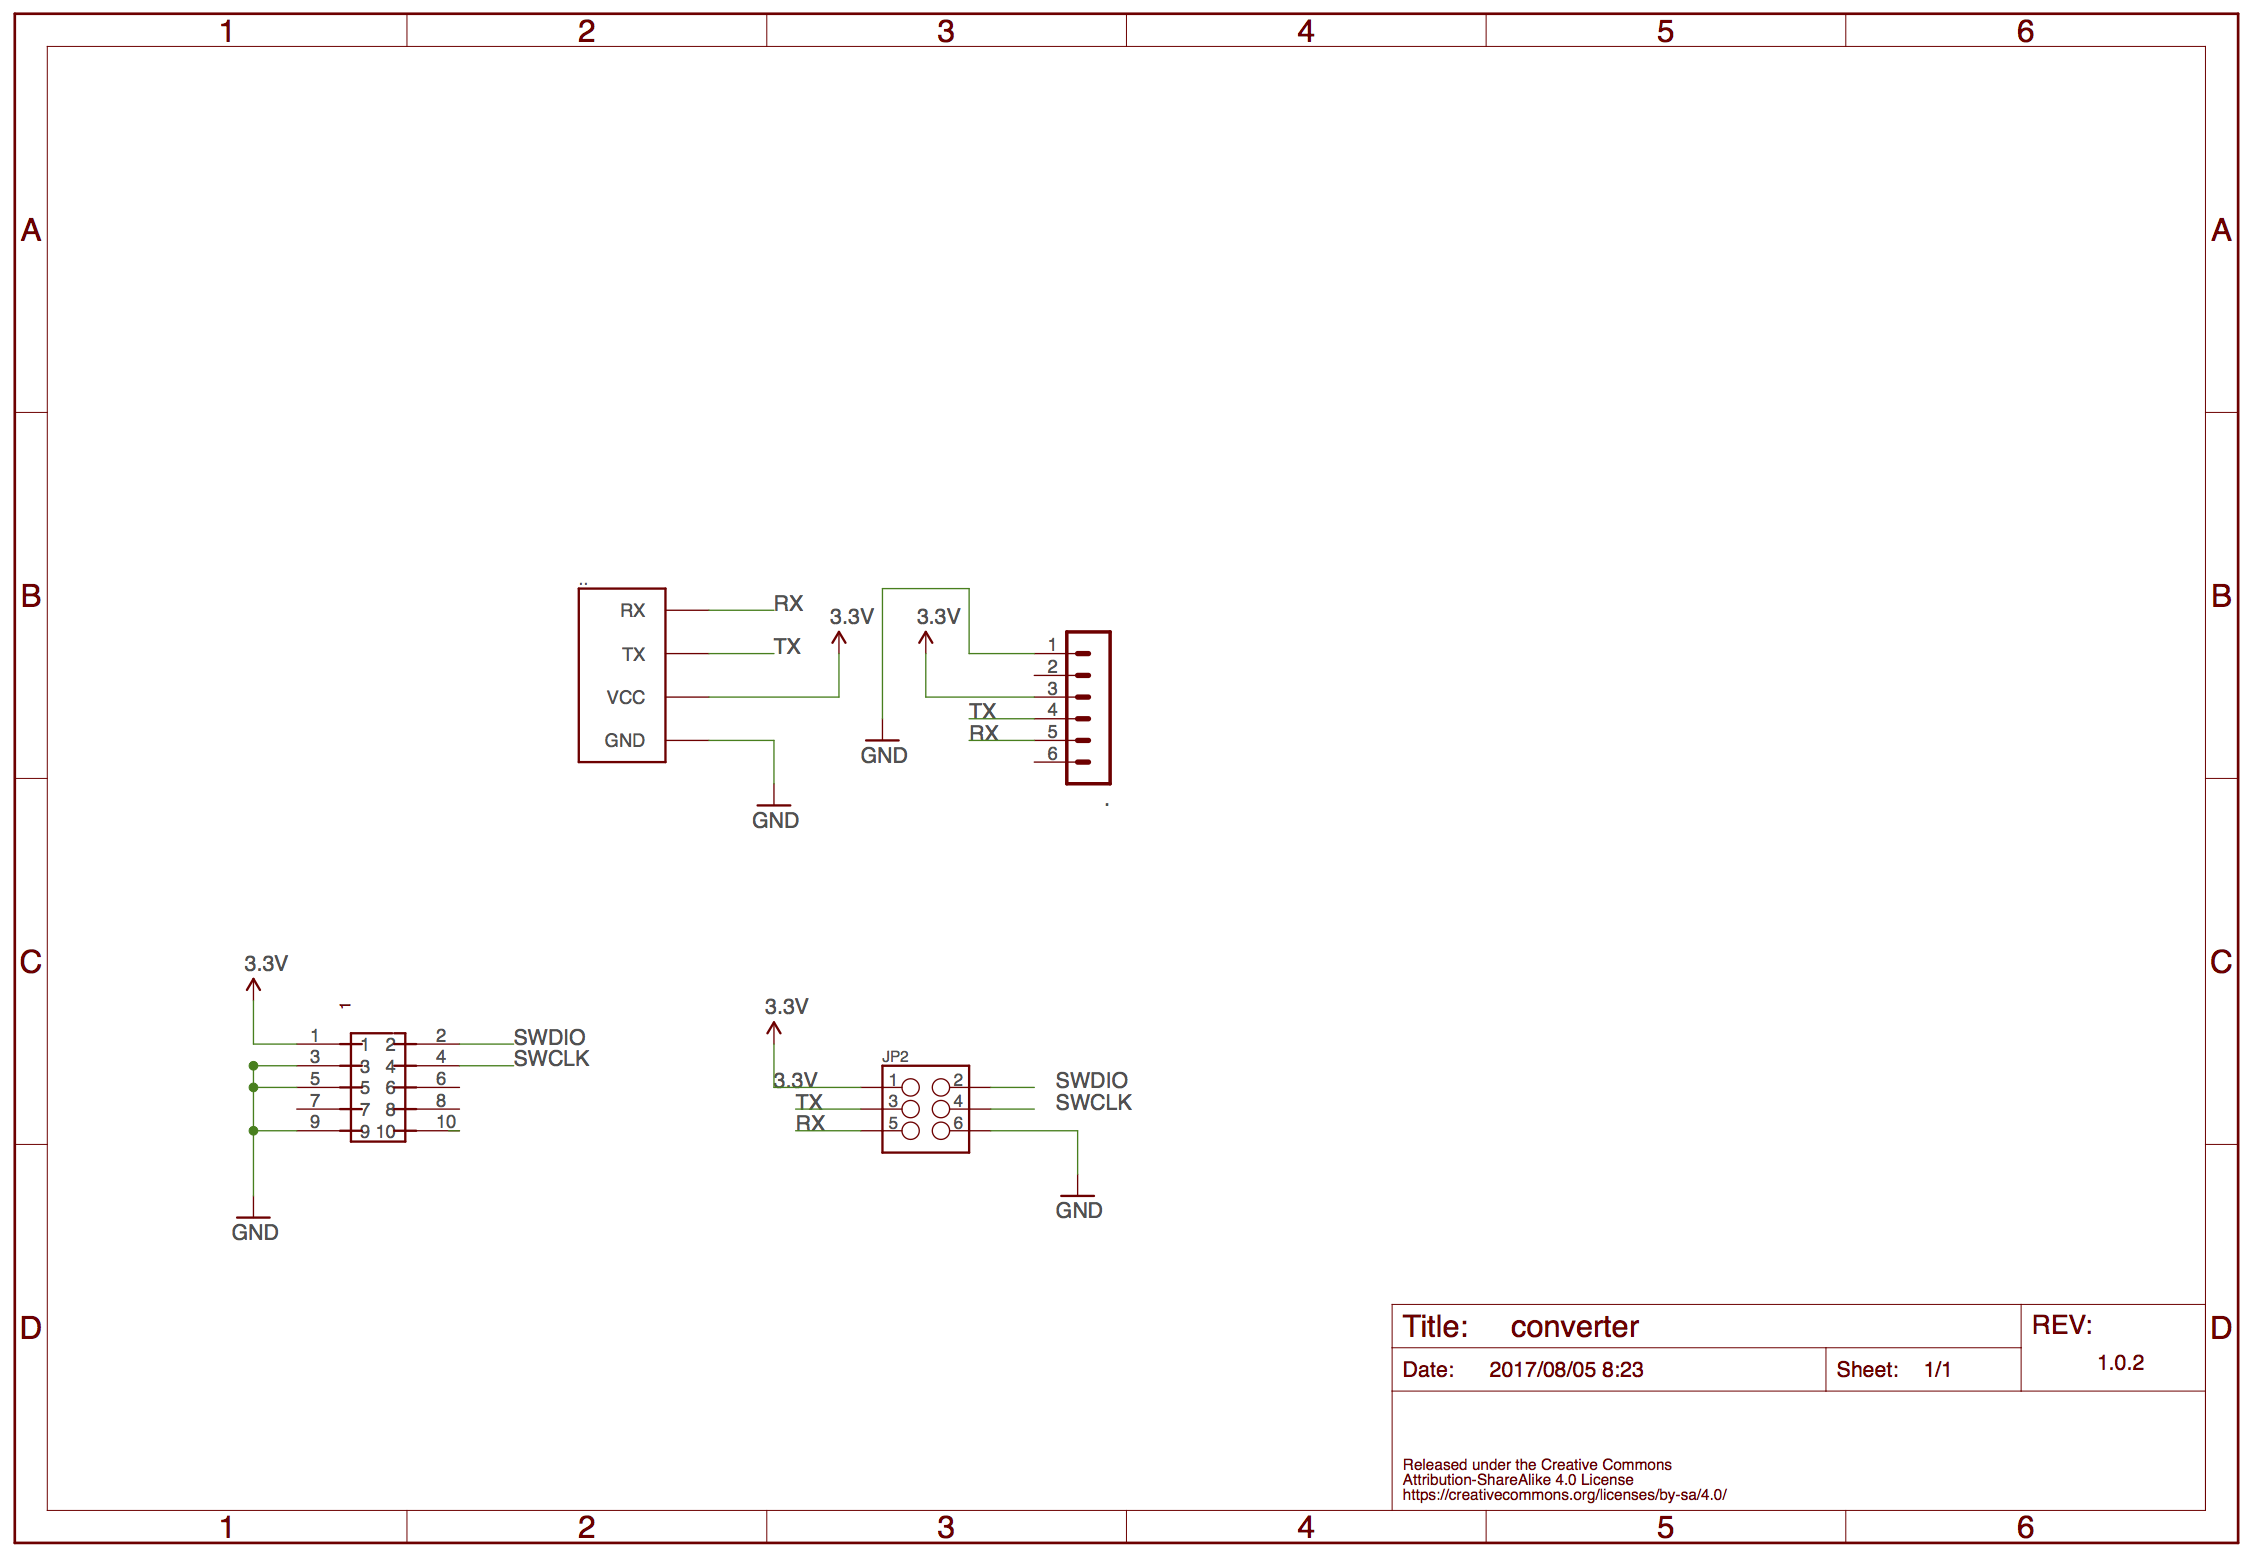 1 2 3 4 5 6
A A
B B
RX RX
TX TX
VCC 3.3V
GND
GND
3.3V
GND
1
2
3
TX 4
RX 5
6
C C
3.3V
1
1 1 2 2 SWDIO
3 3 4 4 SWCLK
5 5 6 6
7 7 8 8
9 9 10 10
GND
3.3V
JP2
3.3V 1 2 SWDIO
TX 3 4 SWCLK
RX 5 6
GND
D D
Title: converter
REV:
1.0.2
Date: 2017/08/05 8:23
Sheet: 1/1
Released under the Creative Commons
Attribution-ShareAlike 4.0 License
https://creativecommons.org/licenses/by-sa/4.0/
1 2 3 4 5 6